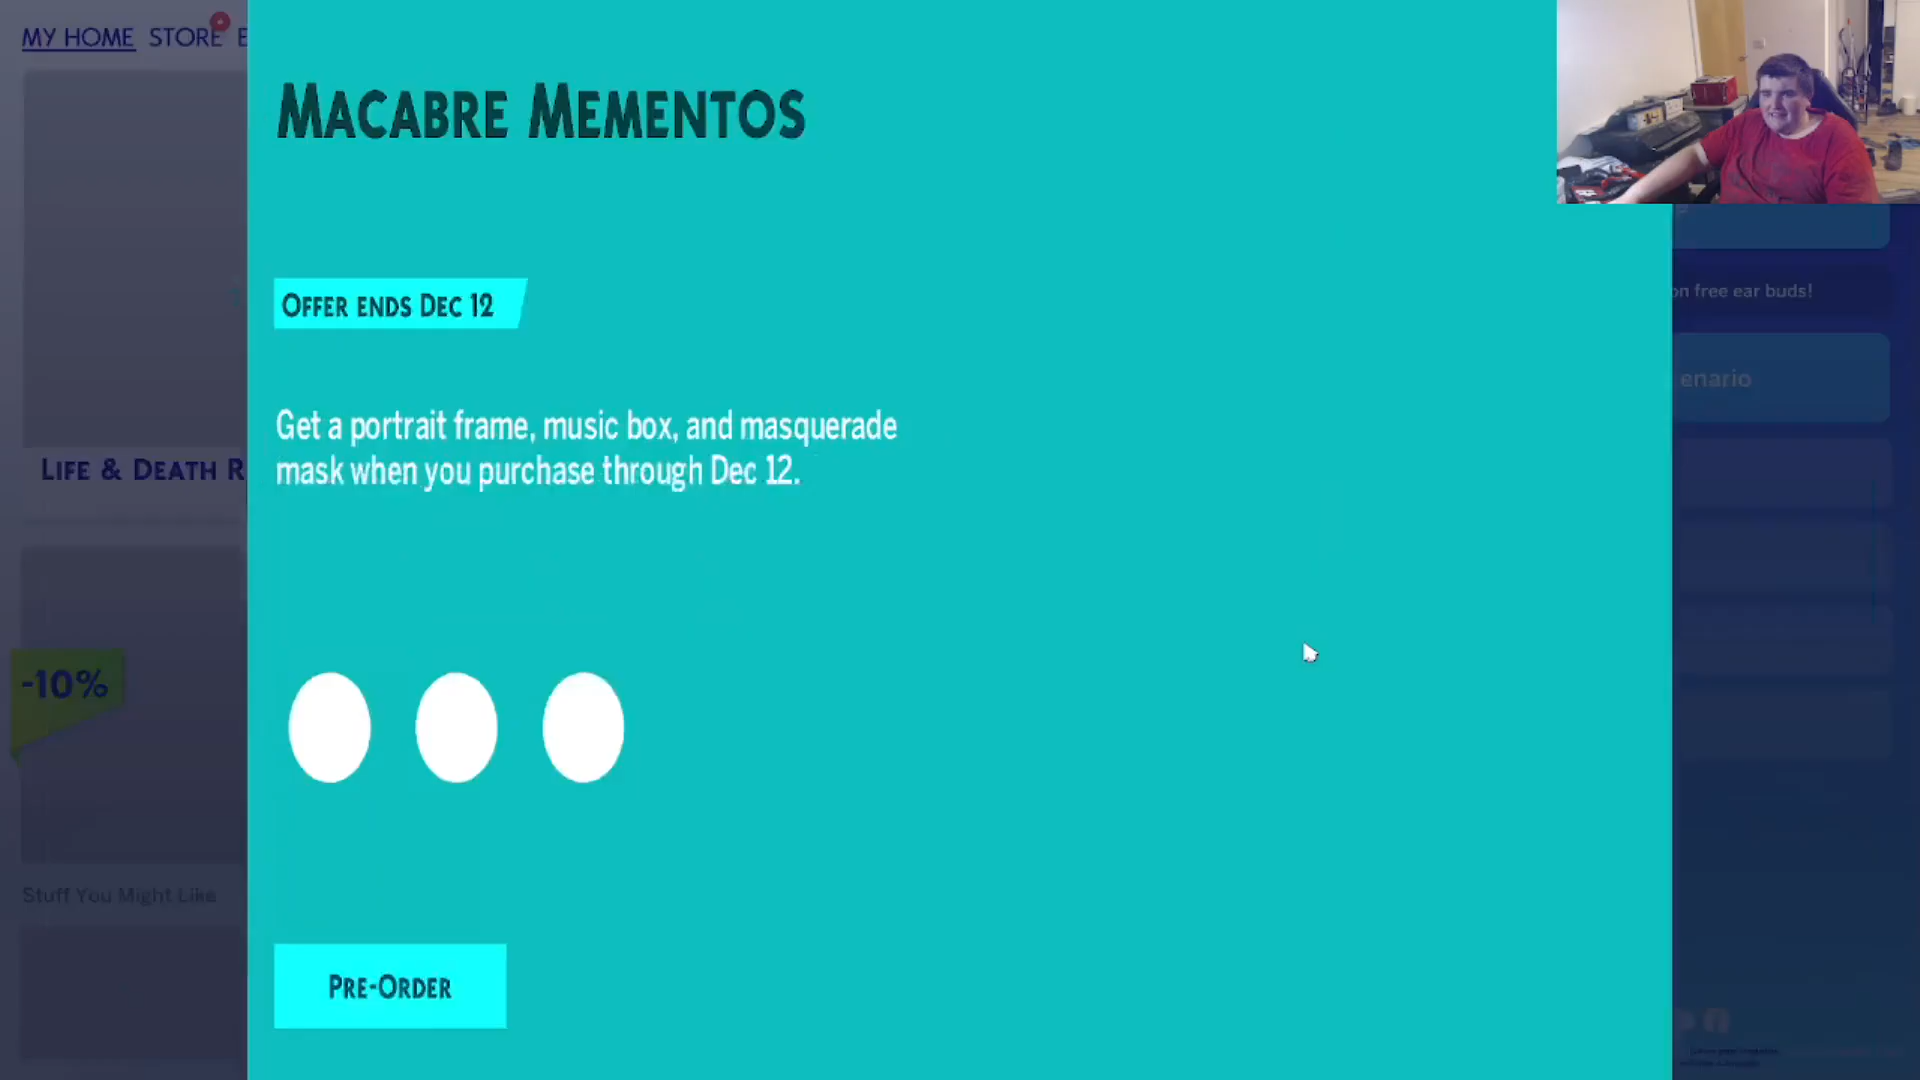 MY HOME STORE E
MACABRE MEMENTOS
OFFER ENDS DEC 12
on free ear buds!
enario
Get a portrait frame, music box, and masquerade
mask when you purchase through Dec 12.
LIFE & DEATH R
-10%
Stuff You Might Like
PRE-ORDER